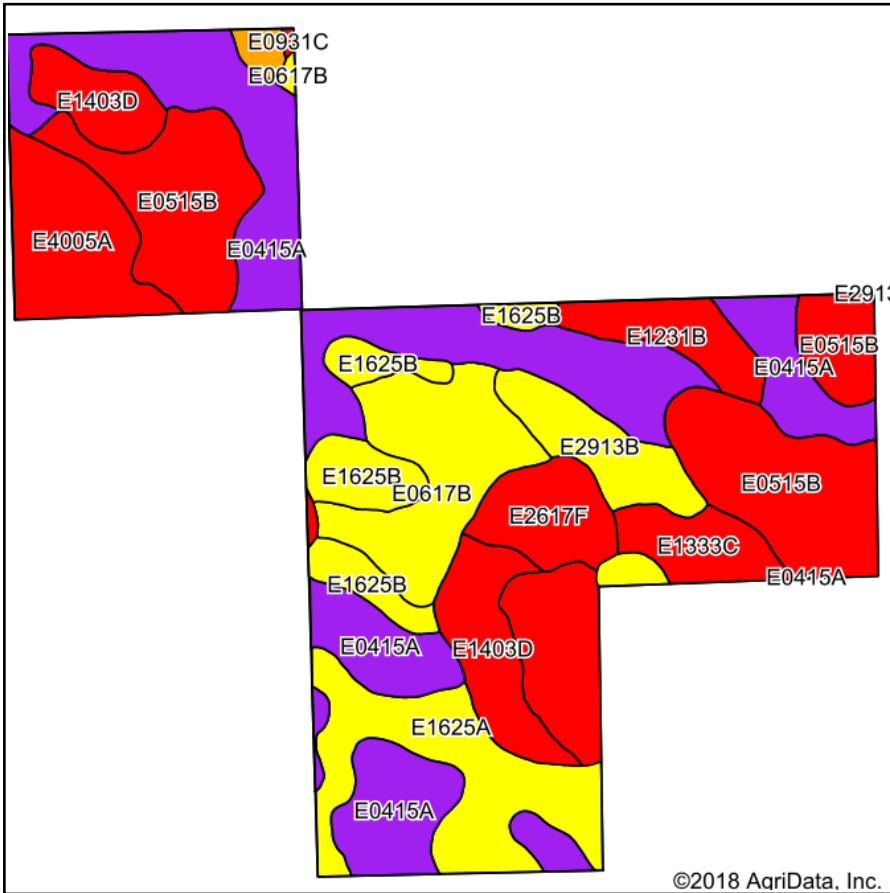 E0931C
E0617B
E1403D
E0515B
E4005A
E0415A
E2913
E1625B
E1231B
E0515B
E0415A
E1625B
E2913B
E1625B
E0617B
E0515B
E2617F
E1333C
E0415A
E1625B
E0415A
E1403D
E1625A
E0415A
©2018 AgriData, Inc.